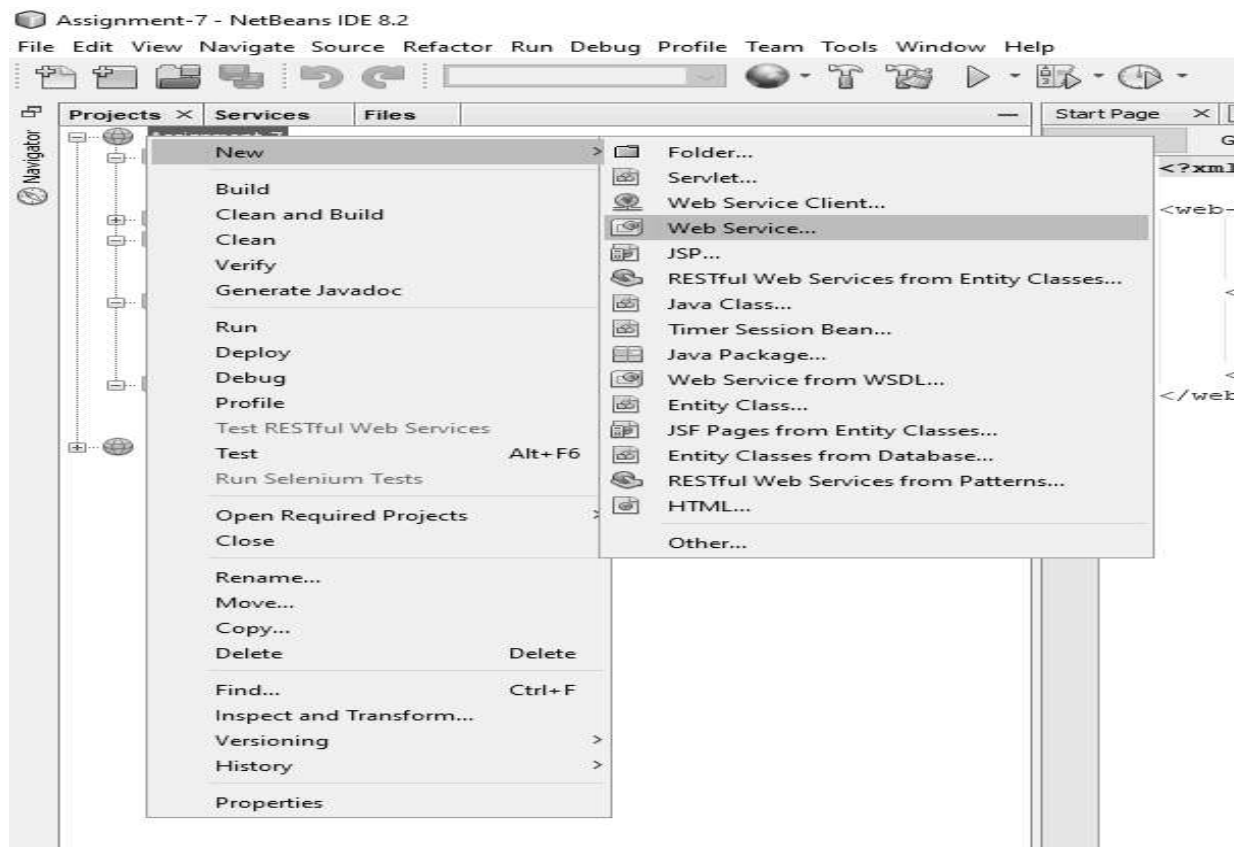 Assignment-7 - NetBeans IDE 8.2
File Edit View Navigate Source Refactor Run Debug Profile Team Tools Window Help
Projects × Services Files
Start Page ×
Navigator
Assignment-7
New >
Build
Clean and Build
Clean
Verify
Generate Javadoc
Run
Deploy
Debug
Profile
Test RESTful Web Services
Test Alt+F6
Run Selenium Tests
Open Required Projects >
Close
Rename...
Move...
Copy...
Delete Delete
Find... Ctrl+F
Inspect and Transform...
Versioning >
History >
Properties
Folder...
Servlet...
Web Service Client...
Web Service...
JSP...
RESTful Web Services from Entity Classes...
Java Class...
Timer Session Bean...
Java Package...
Web Service from WSDL...
Entity Class...
JSF Pages from Entity Classes...
Entity Classes from Database...
RESTful Web Services from Patterns...
HTML...
Other...
G
<?xml
<web-
<
<
</web